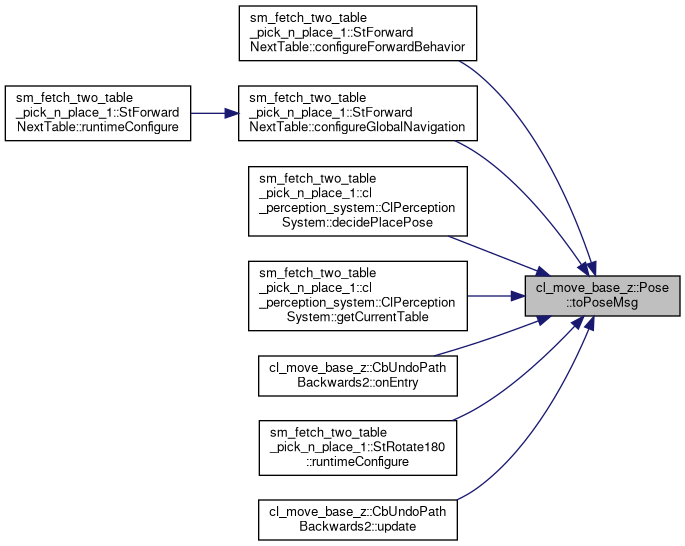 sm_fetch_two_table
_pick_n_place_1::StForward
NextTable::configureForwardBehavior
sm_fetch_two_table
_pick_n_place_1::StForward
NextTable::runtimeConfigure
sm_fetch_two_table
_pick_n_place_1::StForward
NextTable::configureGlobalNavigation
sm_fetch_two_table
_pick_n_place_1::cl
_perception_system::ClPerception
System::decidePlacePose
sm_fetch_two_table
_pick_n_place_1::cl
_perception_system::ClPerception
System::getCurrentTable
cl_move_base_z::Pose
::toPoseMsg
cl_move_base_z::CbUndoPath
Backwards2::onEntry
sm_fetch_two_table
_pick_n_place_1::StRotate180
::runtimeConfigure
cl_move_base_z::CbUndoPath
Backwards2::update